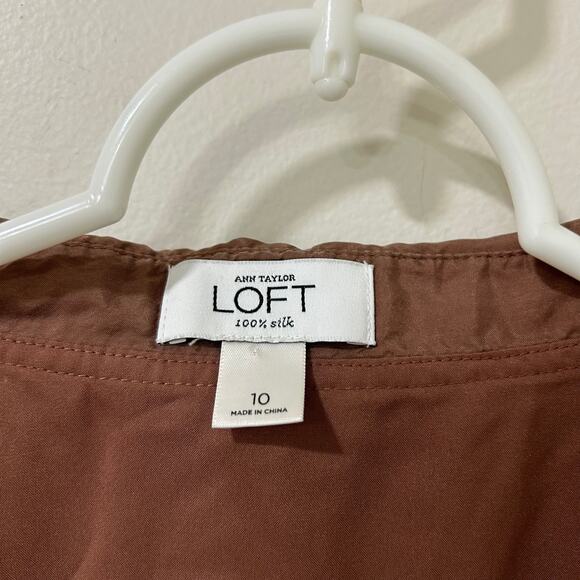 ANN TAYLOR
LOFT
100% silk
10
MADE IN CHINA